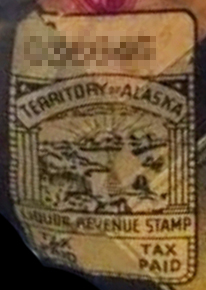 TERRITORY OF ALASKA
LIQUOR REVENUE STAMP
TAX TAX
PAID PAID